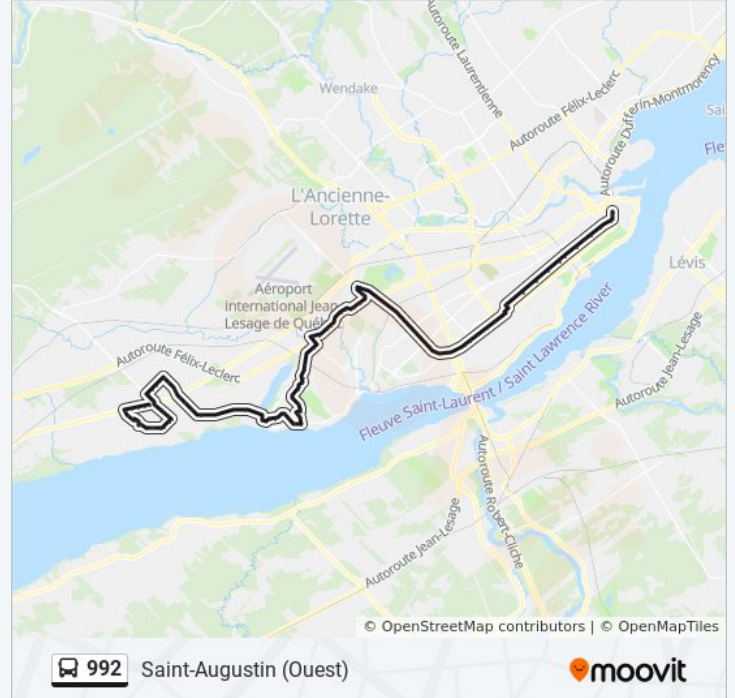 Autoroute Laurentienne
Autoroute Félix-Leclerc
Autoroute Dufferin-Montmorency
Wendake
L'Ancienne-
Lorette
Aéroport
international Jean
Lesage de Qué
Lévis
Autoroute Félix-Leclerc
Fleuve Saint-Laurent / Saint Lawrence River
Autoroute Jean-Lesage
Autoroute Robert-Cliche
Autoroute Jean-Lesage
© OpenStreetMap contributors | © OpenMapTiles
992 Saint-Augustin (Ouest)
moovit